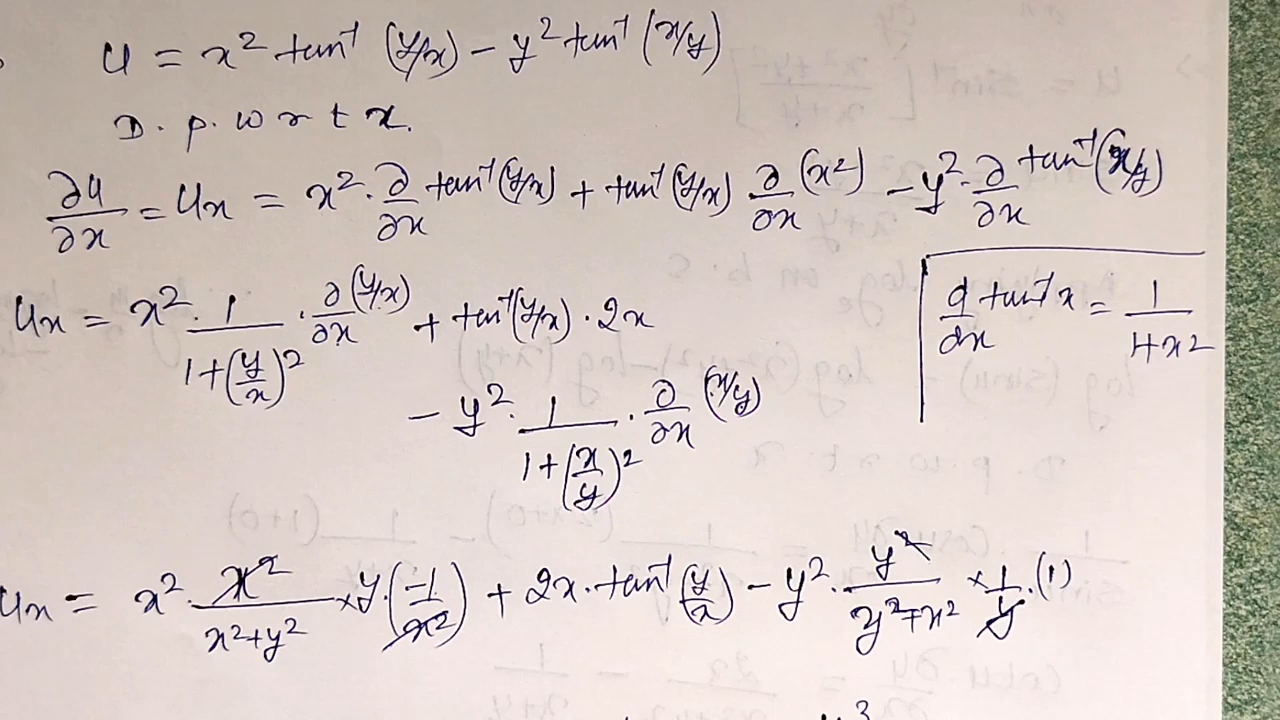 u = x² tan⁻¹ (y/x) − y² tan⁻¹ (x/y)
D. p. w r t x.
∂u/∂x = ux = x² · ∂/∂x tan⁻¹(y/x) + tan⁻¹(y/x) ∂/∂x (x²) − y² · ∂/∂x tan⁻¹(x/y)
ux = x² · 1/(1+(y/x)²) · ∂/∂x (y/x) + tan⁻¹(y/x) · 2x
d/dx tan⁻¹ x = 1/(1+x²)
− y² · 1/(1+(x/y)²) · ∂/∂x (x/y)
ux = x² · x²/(x²+y²) × y · (−1/x²) + 2x · tan⁻¹ (y/x) − y² · y²/(y²+x²) × 1/y · (1)